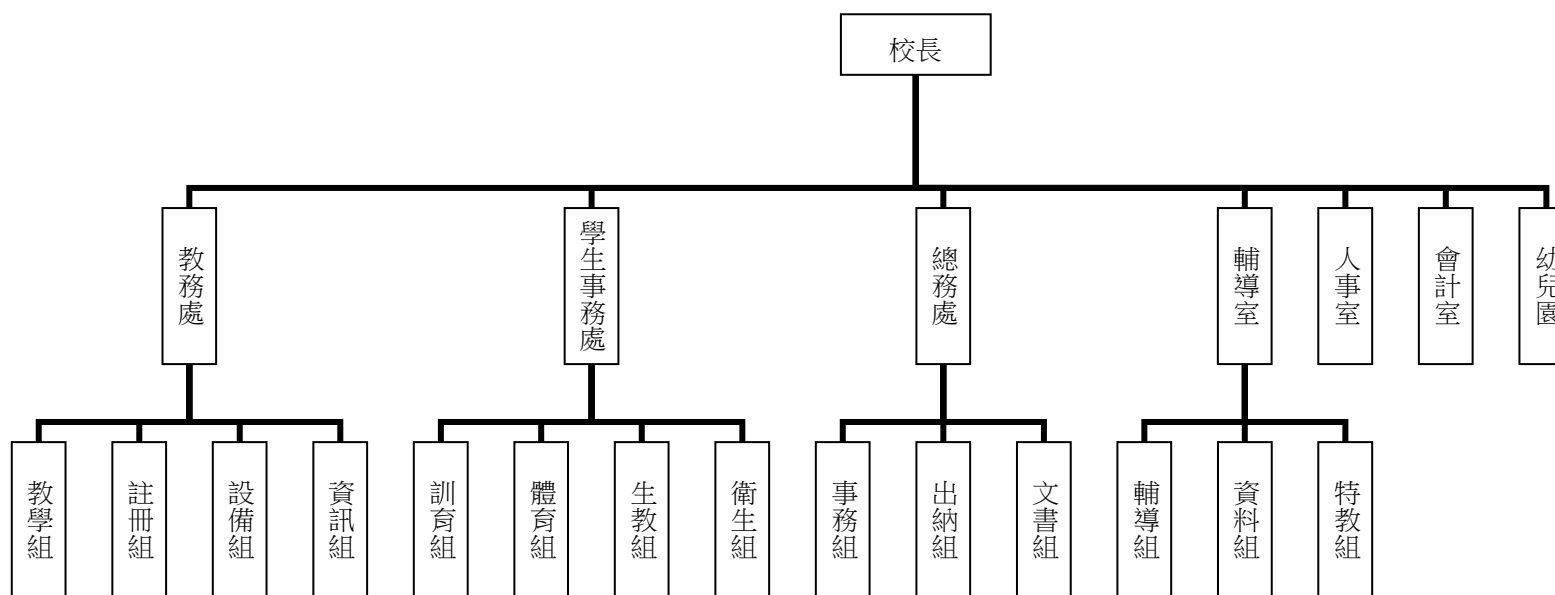 校長
教務處
學生事務處
總務處
輔導室
人事室
會計室
幼兒園
教學組
註冊組
設備組
資訊組
訓育組
體育組
生教組
衛生組
事務組
出納組
文書組
輔導組
資料組
特教組